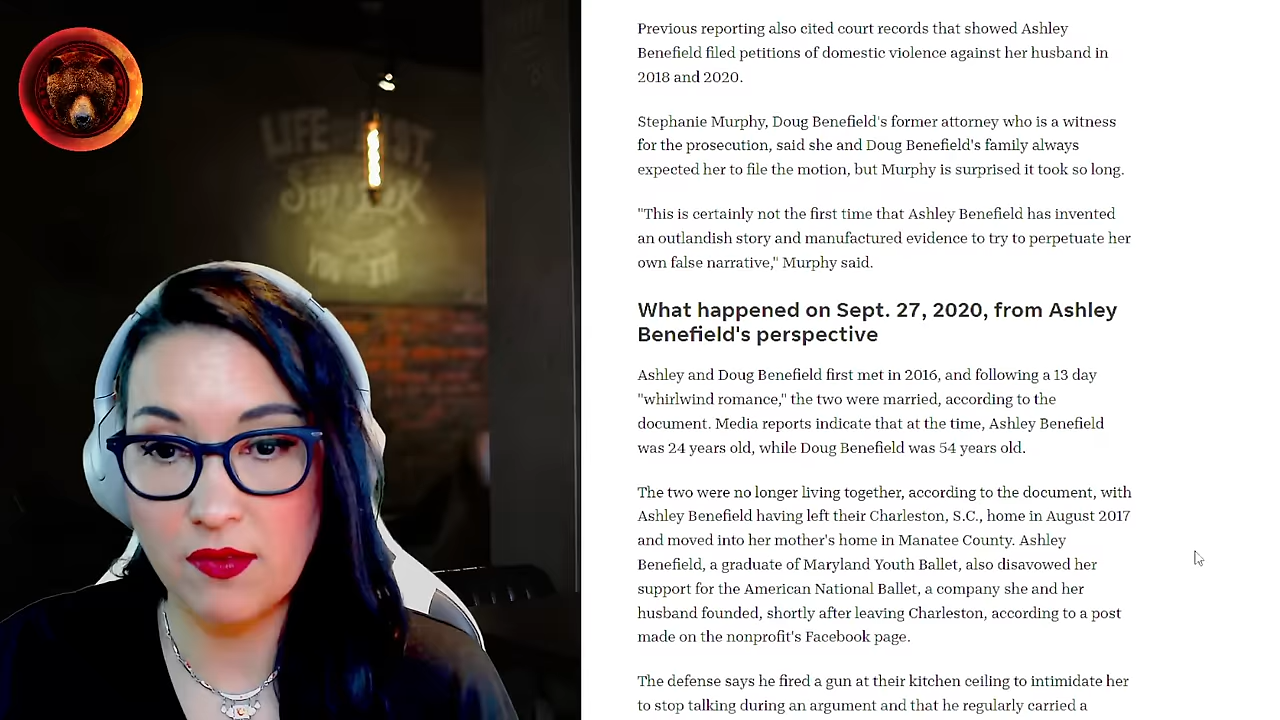 LIFE
Previous reporting also cited court records that showed Ashley
Benefield filed petitions of domestic violence against her husband in
2018 and 2020.
Stephanie Murphy, Doug Benefield's former attorney who is a witness
for the prosecution, said she and Doug Benefield's family always
expected her to file the motion, but Murphy is surprised it took so long.
"This is certainly not the first time that Ashley Benefield has invented
an outlandish story and manufactured evidence to try to perpetuate her
own false narrative," Murphy said.
What happened on Sept. 27, 2020, from Ashley
Benefield's perspective
Ashley and Doug Benefield first met in 2016, and following a 13 day
"whirlwind romance," the two were married, according to the
document. Media reports indicate that at the time, Ashley Benefield
was 24 years old, while Doug Benefield was 54 years old.
The two were no longer living together, according to the document, with
Ashley Benefield having left their Charleston, S.C., home in August 2017
and moved into her mother's home in Manatee County. Ashley
Benefield, a graduate of Maryland Youth Ballet, also disavowed her
support for the American National Ballet, a company she and her
husband founded, shortly after leaving Charleston, according to a post
made on the nonprofit's Facebook page.
The defense says he fired a gun at their kitchen ceiling to intimidate her
to stop talking during an argument and that he regularly carried a